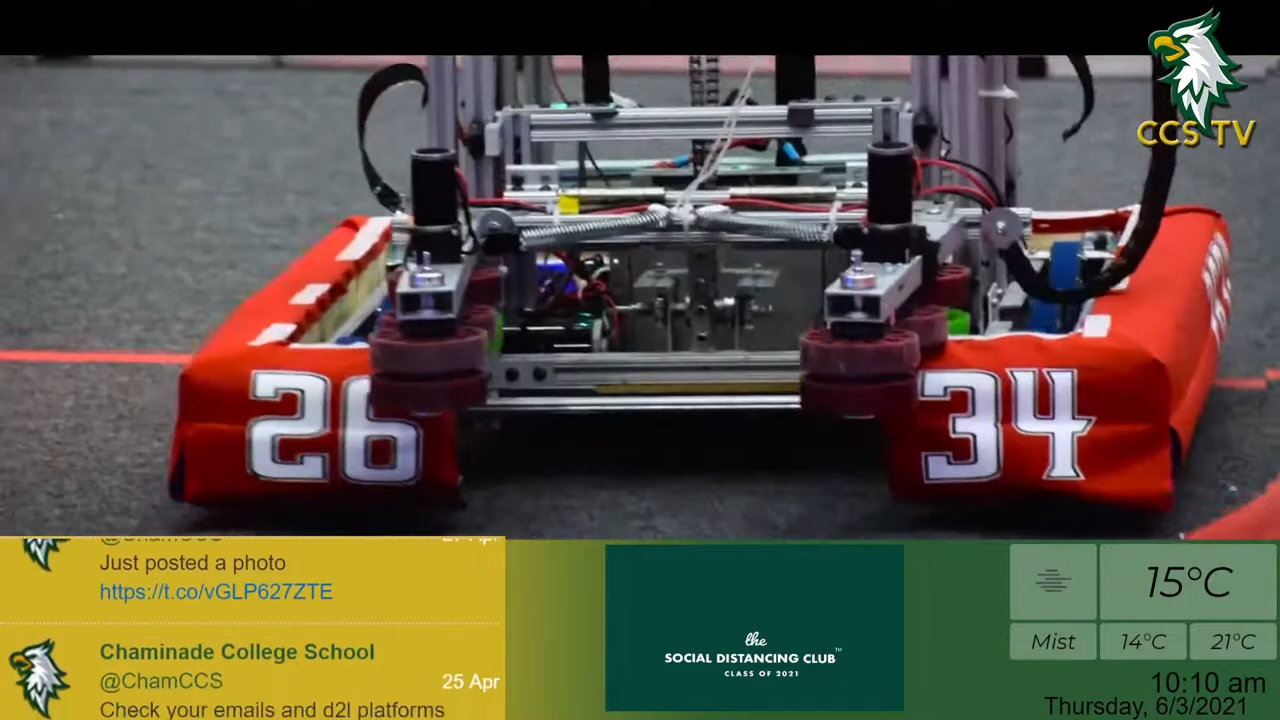 CCS TV
26
34
@ChamCCS
Just posted a photo
https://t.co/vGLP627ZTE
Chaminade College School
@ChamCCS
25 Apr
Check your emails and d2l platforms
the
SOCIAL DISTANCING CLUB™
CLASS OF 2021
15°C
Mist
14°C
21°C
10:10 am
Thursday, 6/3/2021